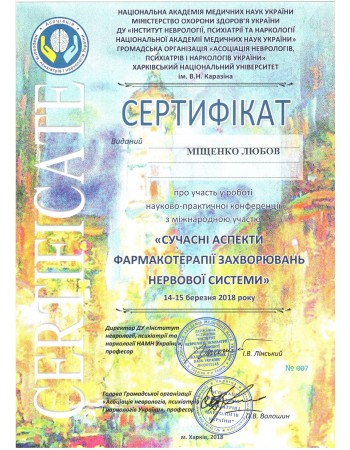 НАЦІОНАЛЬНА АКАДЕМІЯ МЕДИЧНИХ НАУК УКРАЇНИ
МІНІСТЕРСТВО ОХОРОНИ ЗДОРОВ'Я УКРАЇНИ
ДУ «ІНСТИТУТ НЕВРОЛОГІЇ, ПСИХІАТРІЇ ТА НАРКОЛОГІЇ
НАЦІОНАЛЬНОЇ АКАДЕМІЇ МЕДИЧНИХ НАУК УКРАЇНИ»
ГРОМАДСЬКА ОРГАНІЗАЦІЯ «АСОЦІАЦІЯ НЕВРОЛОГІВ,
ПСИХІАТРІВ І НАРКОЛОГІВ УКРАЇНИ»
ХАРКІВСЬКИЙ НАЦІОНАЛЬНИЙ УНІВЕРСИТЕТ
ім. В.Н. Каразіна
CERTIFICATE
СЕРТИФІКАТ
Виданий
МІЩЕНКО ЛЮБОВ
про участь у роботі
науково-практичної конференції
з міжнародною участю
«СУЧАСНІ АСПЕКТИ
ФАРМАКОТЕРАПІЇ ЗАХВОРЮВАНЬ
НЕРВОВОЇ СИСТЕМИ»
14-15 березня 2018 року
Директор ДУ «Інститут
неврології, психіатрії та
наркології НАМН України»
професор
І.В. Лінський
№ 087
Голова Громадської організації
«Асоціація неврологів, психіатрів
і наркологів України», професор
П.В. Волошин
м. Харків, 2018